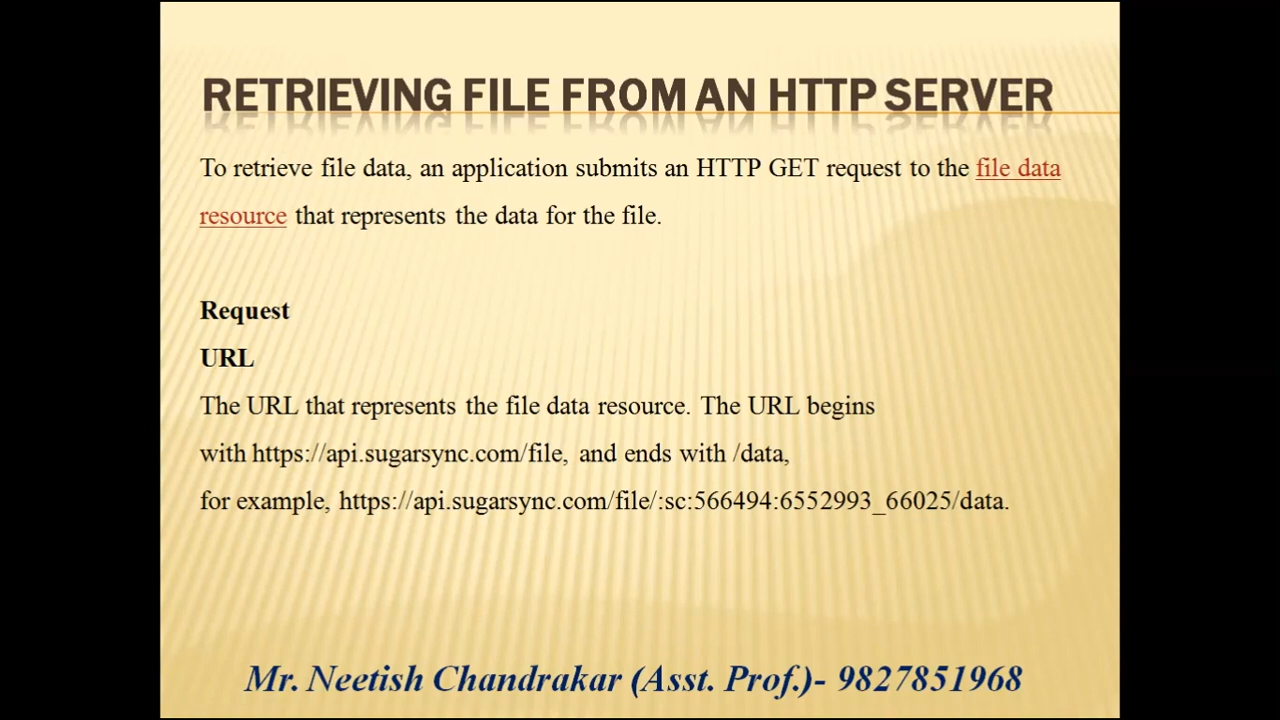 RETRIEVING FILE FROM AN HTTP SERVER
To retrieve file data, an application submits an HTTP GET request to the file data
resource that represents the data for the file.
Request
URL
The URL that represents the file data resource. The URL begins
with https://api.sugarsync.com/file, and ends with /data,
for example, https://api.sugarsync.com/file/:sc:566494:6552993_66025/data.
Mr. Neetish Chandrakar (Asst. Prof.)- 9827851968